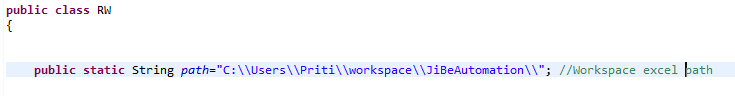 public class RW
{
public static String path="C:\\Users\\Priti\\workspace\\JiBeAutomation\\"; //Workspace excel path